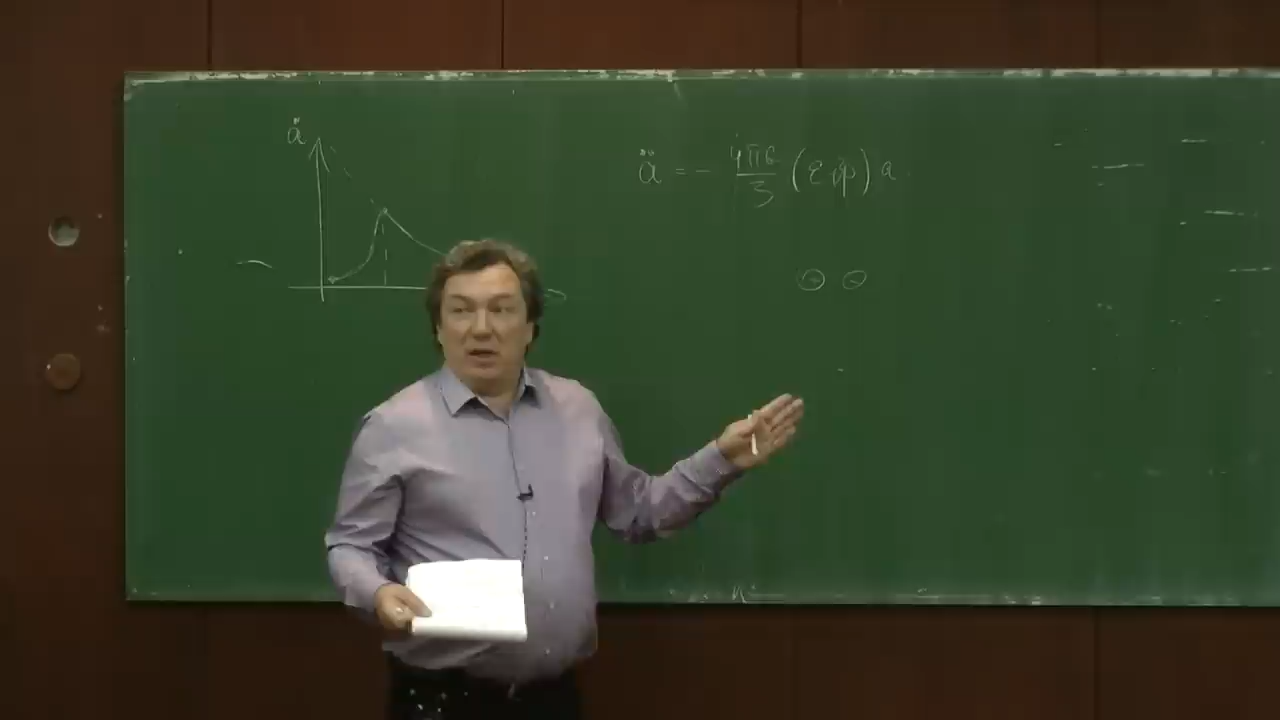 ȧ
ä = - 4πG/3 (ε+3p) a